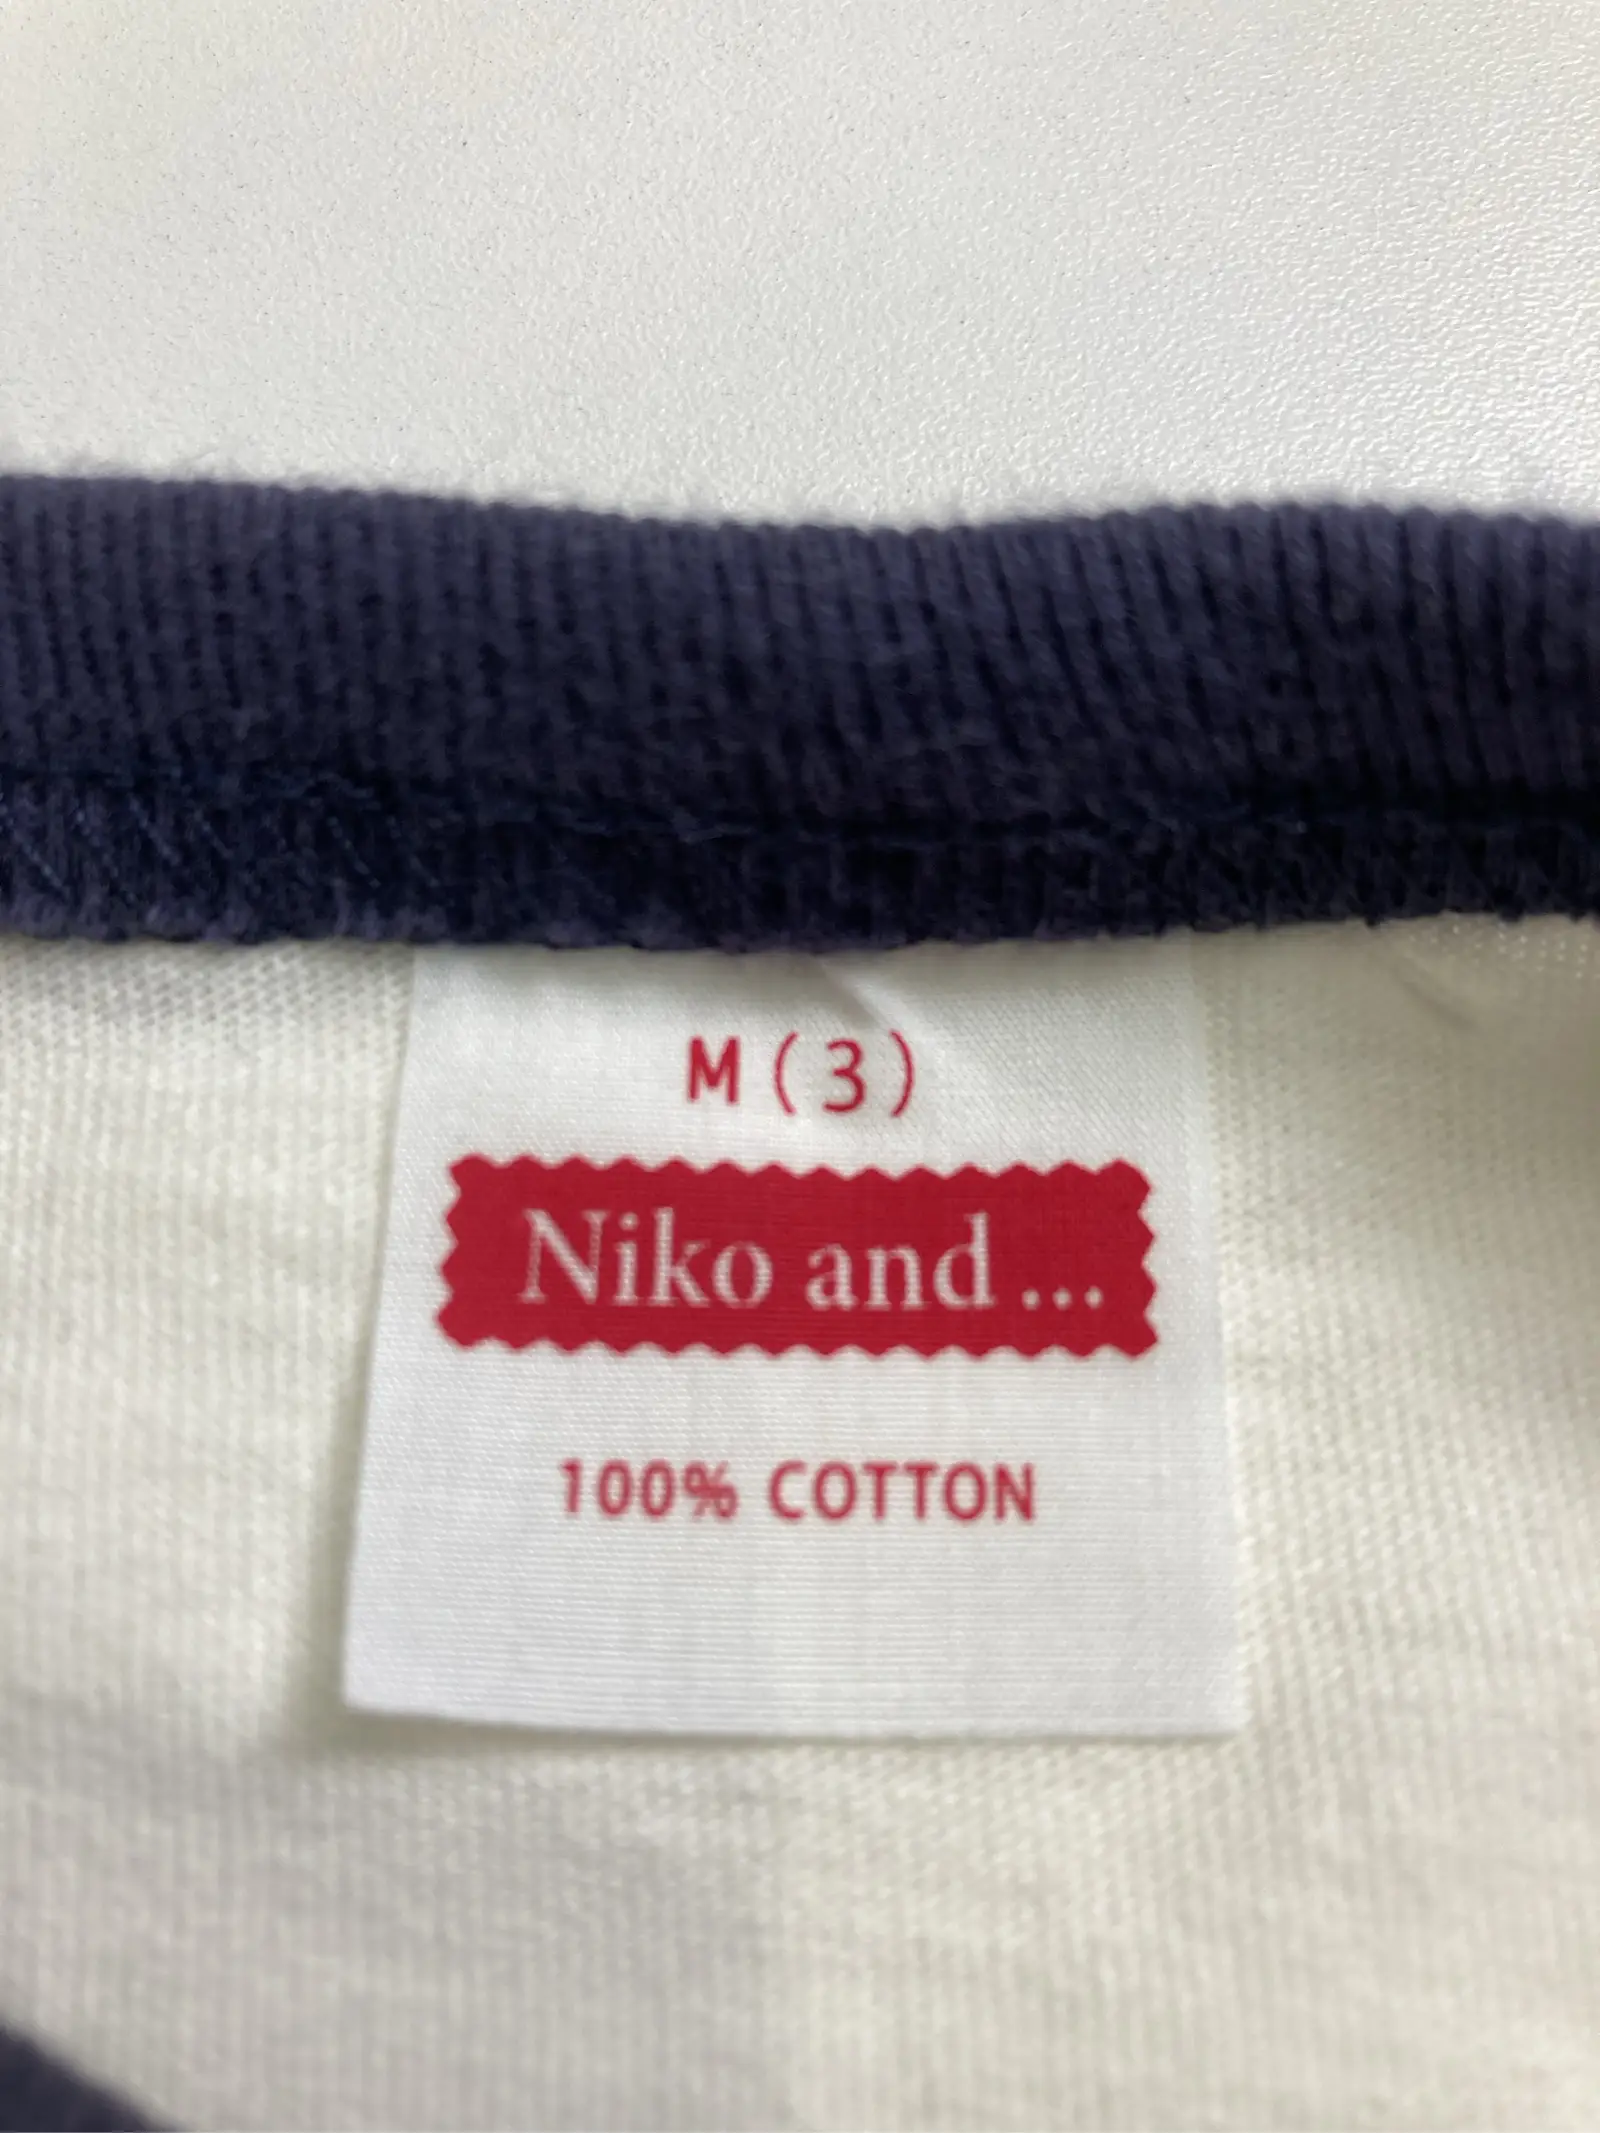 M(3)
Niko and ...
100% COTTON